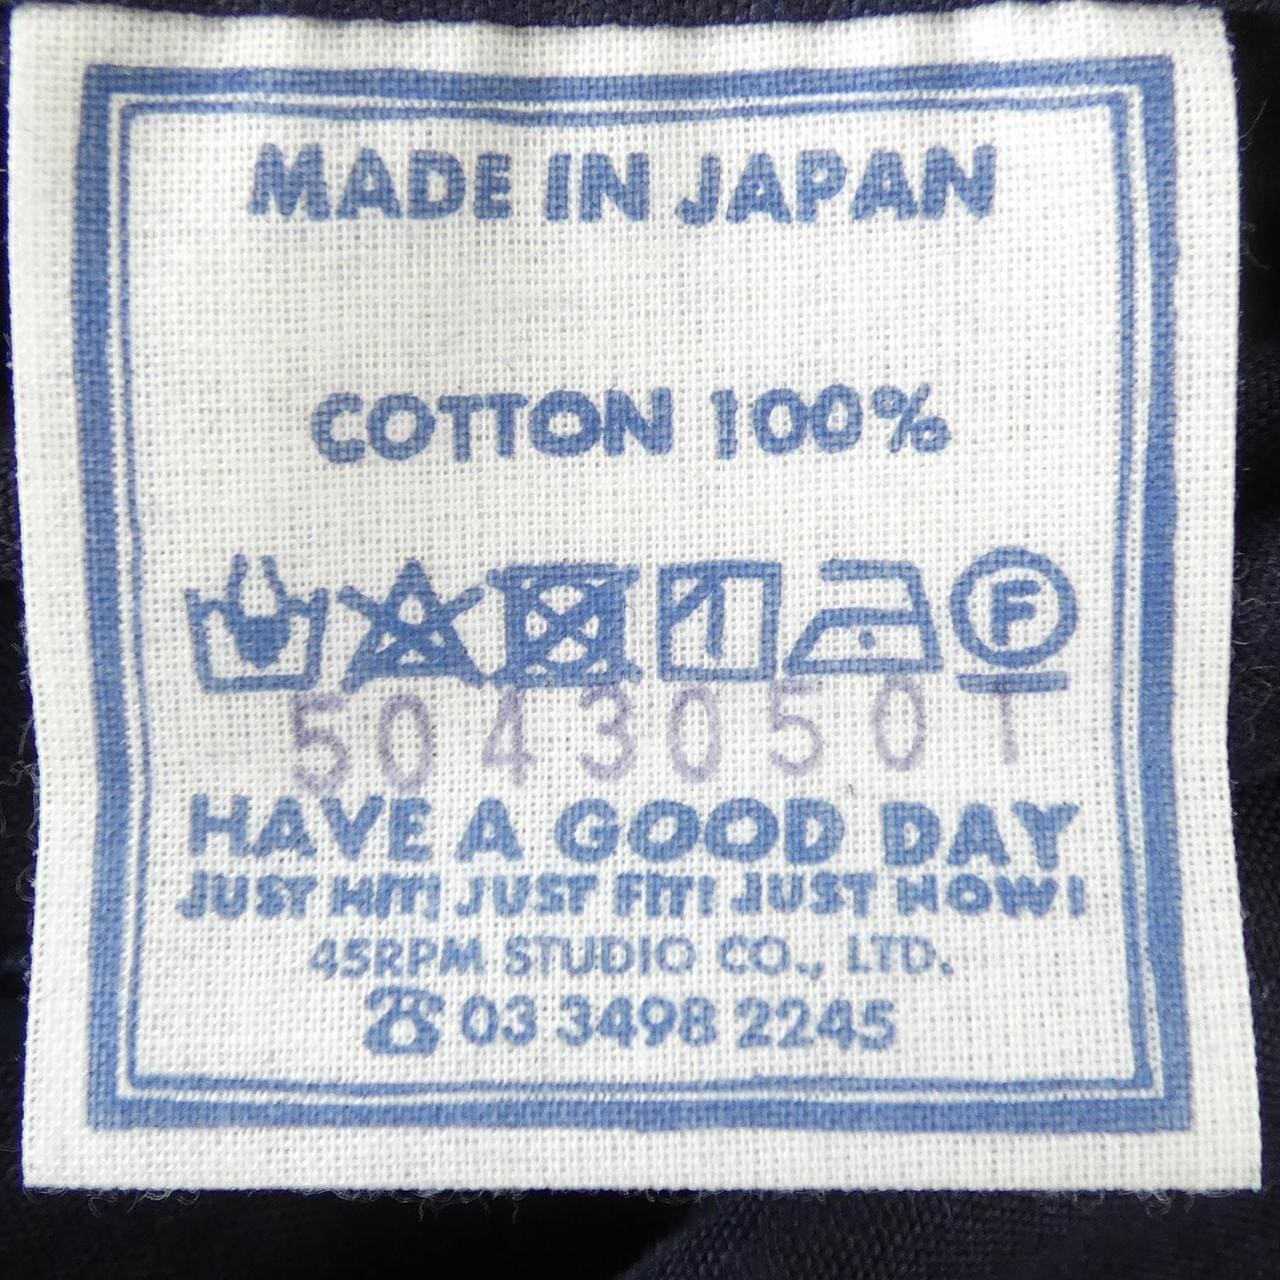 MADE IN JAPAN
COTTON 100%
F
50430501
HAVE A GOOD DAY
JUST HIT! JUST FIT! JUST NOW!
45RPM STUDIO CO., LTD.
☎03 3498 2245